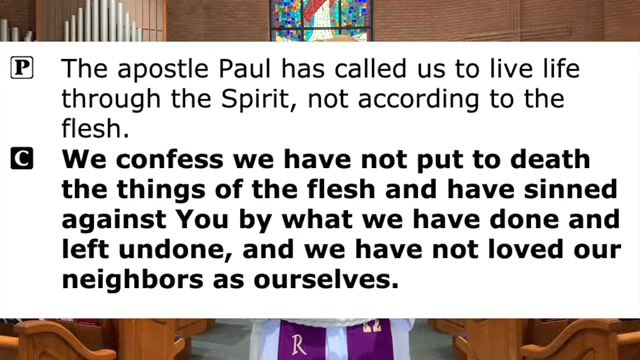 P The apostle Paul has called us to live life
through the Spirit, not according to the
flesh.
C We confess we have not put to death
the things of the flesh and have sinned
against You by what we have done and
left undone, and we have not loved our
neighbors as ourselves.
R Ω